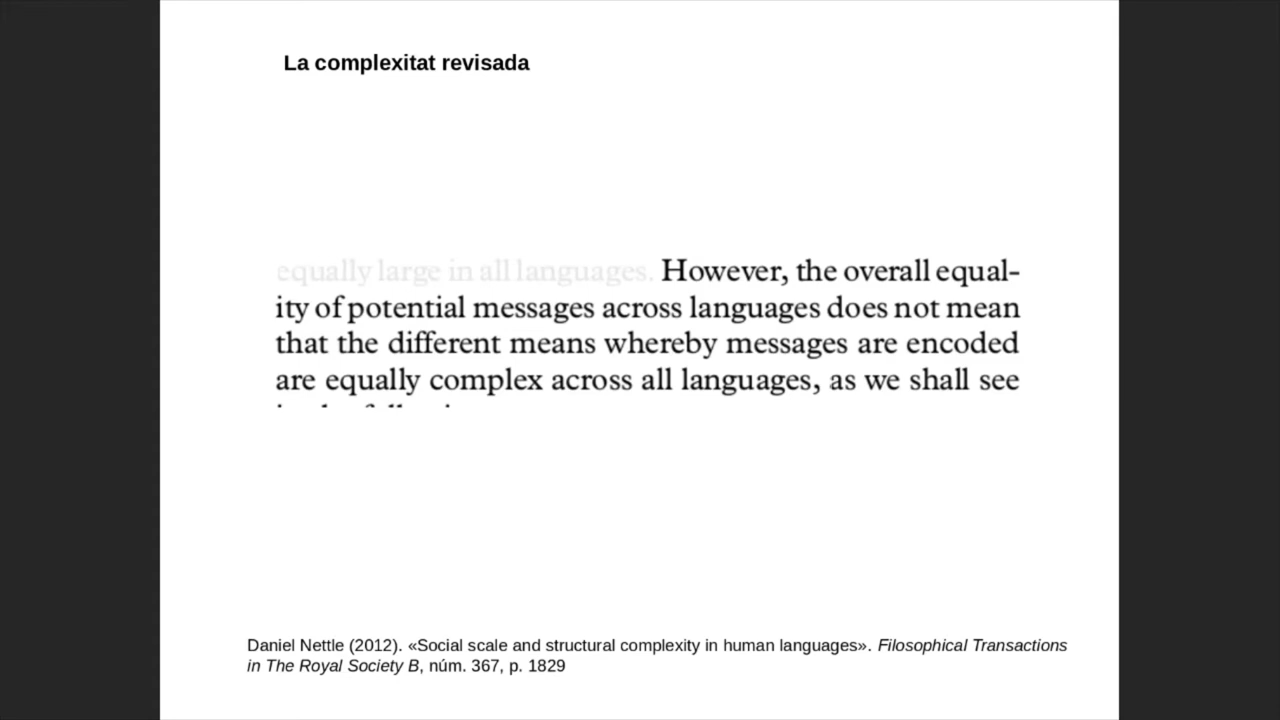 La complexitat revisada
equally large in all languages. However, the overall equal-
ity of potential messages across languages does not mean
that the different means whereby messages are encoded
are equally complex across all languages, as we shall see
Daniel Nettle (2012). «Social scale and structural complexity in human languages». Filosophical Transactions
in The Royal Society B, núm. 367, p. 1829